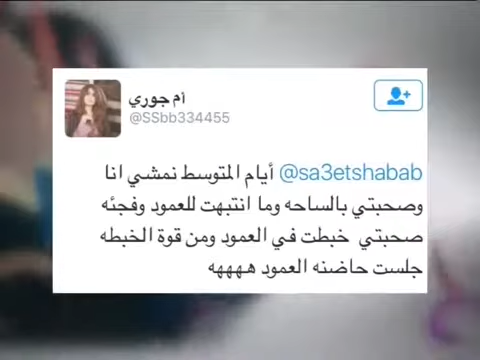 أم جوري
@SSbb334455
@sa3etshabab أيام المتوسط نمشي انا
وصحبتي بالساحه وما انتبهت للعمود وفجئه
صحبتي خبطت في العمود ومن قوة الخبطه
جلست حاضنه العمود هههه